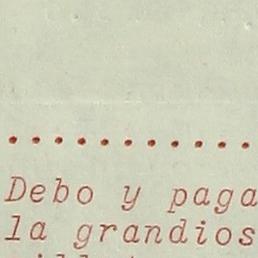 Debo y paga
la grandios